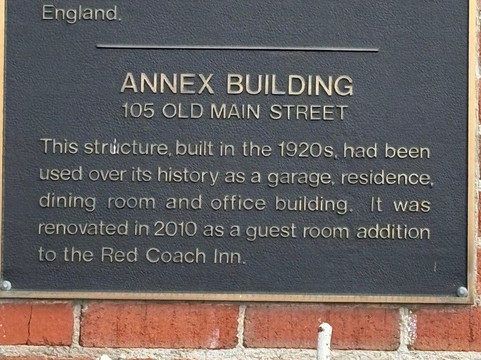 England.
ANNEX BUILDING
105 OLD MAIN STREET
This structure, built in the 1920s, had been
used over its history as a garage, residence,
dining room and office building. It was
renovated in 2010 as a guest room addition
to the Red Coach Inn.